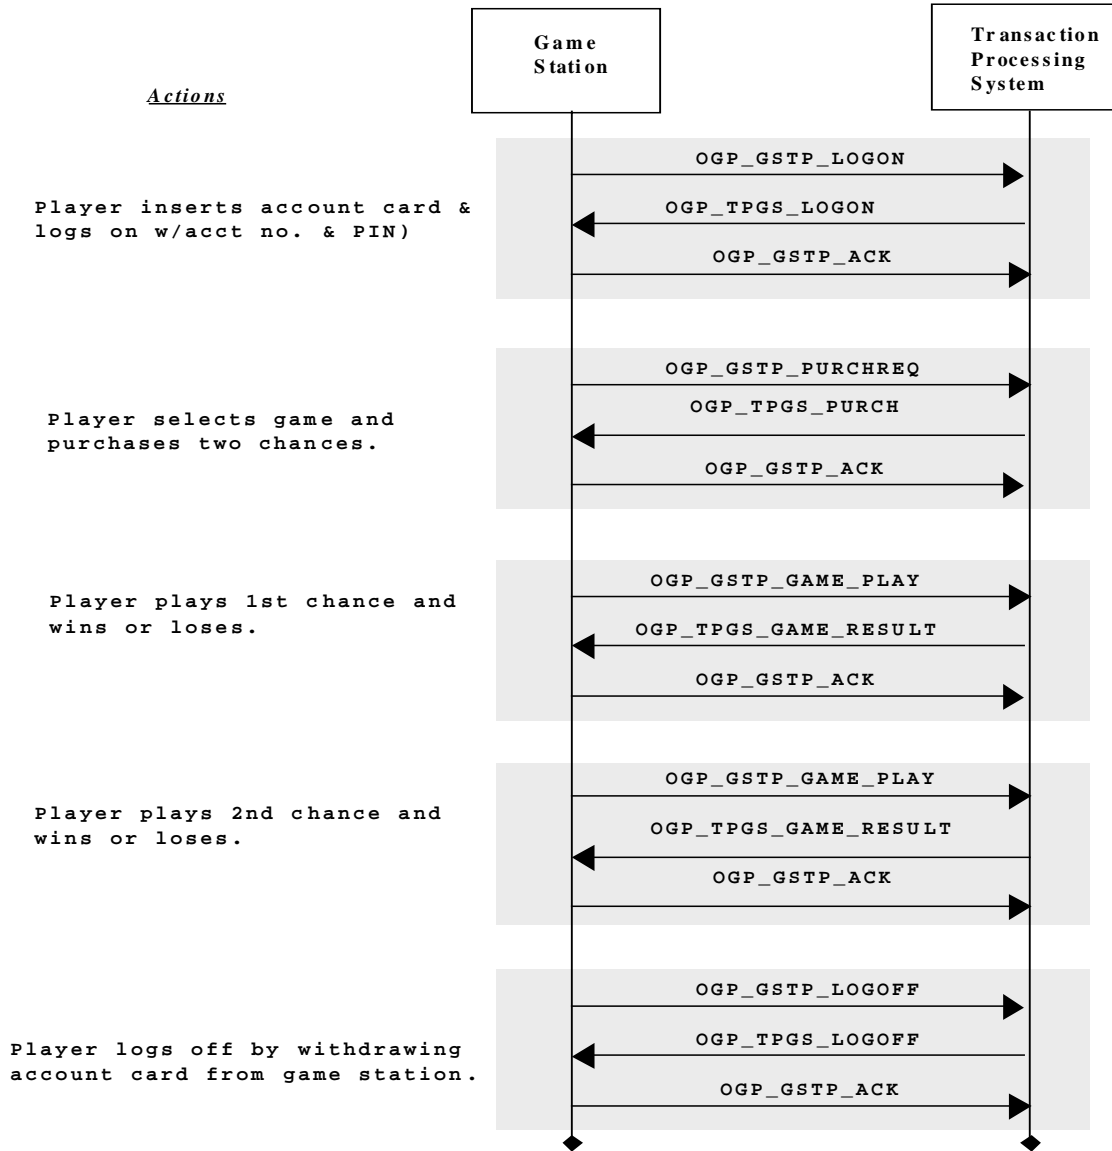 Game
Station
Transaction
Processing
System
Actions
OGP_GSTP_LOGON
Player inserts account card &
logs on w/acct no. & PIN)
OGP_TPGS_LOGON
OGP_GSTP_ACK
OGP_GSTP_PURCHREQ
Player selects game and
purchases two chances.
OGP_TPGS_PURCH
OGP_GSTP_ACK
OGP_GSTP_GAME_PLAY
Player plays 1st chance and
wins or loses.
OGP_TPGS_GAME_RESULT
OGP_GSTP_ACK
OGP_GSTP_GAME_PLAY
Player plays 2nd chance and
wins or loses.
OGP_TPGS_GAME_RESULT
OGP_GSTP_ACK
OGP_GSTP_LOGOFF
Player logs off by withdrawing
account card from game station.
OGP_TPGS_LOGOFF
OGP_GSTP_ACK